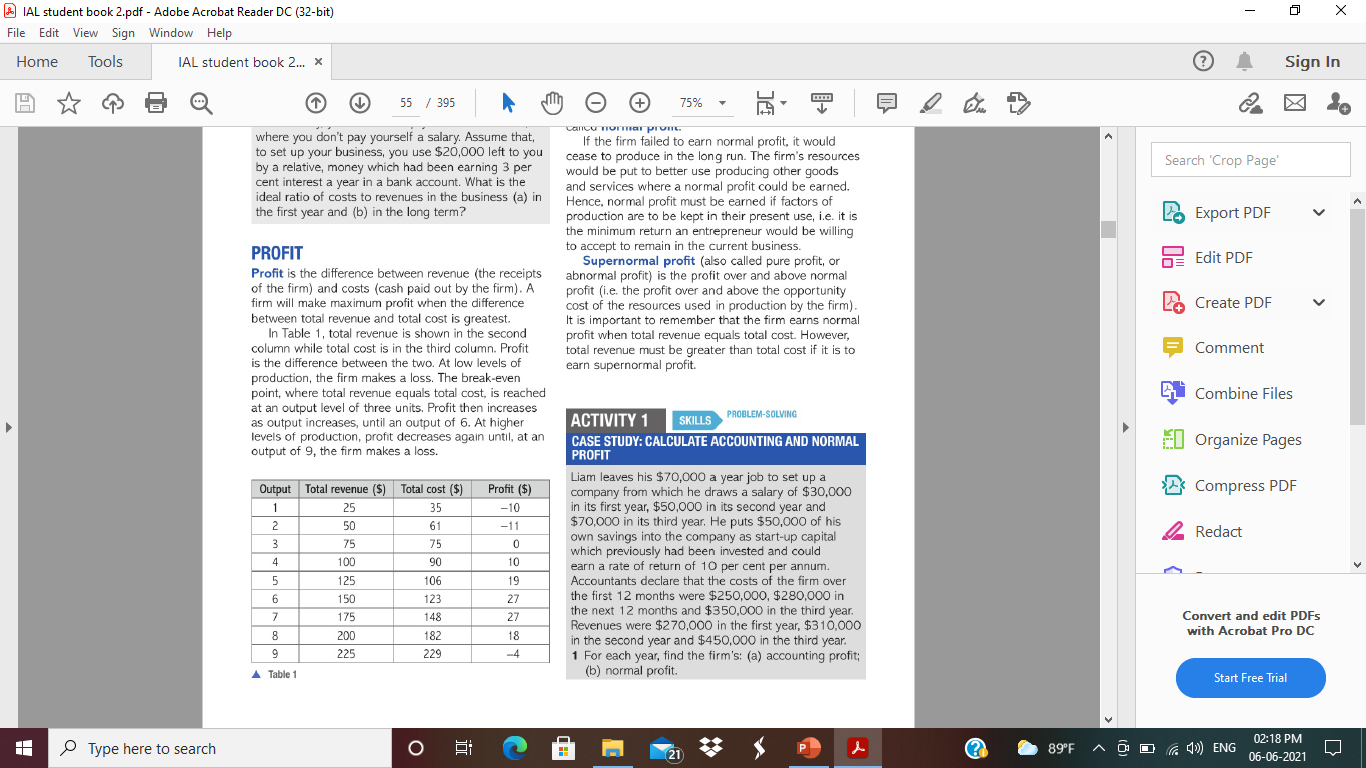 IAL student book 2.pdf - Adobe Acrobat Reader DC (32-bit)
File Edit View Sign Window Help
Home Tools IAL student book 2... × Sign In
55 / 395 75%
where you don't pay yourself a salary. Assume that,
to set up your business, you use $20,000 left to you
by a relative, money which had been earning 3 per
cent interest a year in a bank account. What is the
ideal ratio of costs to revenues in the business (a) in
the first year and (b) in the long term?
PROFIT
Profit is the difference between revenue (the receipts
of the firm) and costs (cash paid out by the firm). A
firm will make maximum profit when the difference
between total revenue and total cost is greatest.
In Table 1, total revenue is shown in the second
column while total cost is in the third column. Profit
is the difference between the two. At low levels of
production, the firm makes a loss. The break-even
point, where total revenue equals total cost, is reached
at an output level of three units. Profit then increases
as output increases, until an output of 6. At higher
levels of production, profit decreases again until, at an
output of 9, the firm makes a loss.
Output Total revenue ($) Total cost ($) Profit ($)
1 25 35 –10
2 50 61 –11
3 75 75 0
4 100 90 10
5 125 106 19
6 150 123 27
7 175 148 27
8 200 182 18
9 225 229 –4
▲ Table 1
called normal profit.
If the firm failed to earn normal profit, it would
cease to produce in the long run. The firm's resources
would be put to better use producing other goods
and services where a normal profit could be earned.
Hence, normal profit must be earned if factors of
production are to be kept in their present use, i.e. it is
the minimum return an entrepreneur would be willing
to accept to remain in the current business.
Supernormal profit (also called pure profit, or
abnormal profit) is the profit over and above normal
profit (i.e. the profit over and above the opportunity
cost of the resources used in production by the firm).
It is important to remember that the firm earns normal
profit when total revenue equals total cost. However,
total revenue must be greater than total cost if it is to
earn supernormal profit.
ACTIVITY 1 SKILLS PROBLEM-SOLVING
CASE STUDY: CALCULATE ACCOUNTING AND NORMAL
PROFIT
Liam leaves his $70,000 a year job to set up a
company from which he draws a salary of $30,000
in its first year, $50,000 in its second year and
$70,000 in its third year. He puts $50,000 of his
own savings into the company as start-up capital
which previously had been invested and could
earn a rate of return of 10 per cent per annum.
Accountants declare that the costs of the firm over
the first 12 months were $250,000, $280,000 in
the next 12 months and $350,000 in the third year.
Revenues were $270,000 in the first year, $310,000
in the second year and $450,000 in the third year.
1 For each year, find the firm's: (a) accounting profit;
(b) normal profit.
Search 'Crop Page'
Export PDF
Edit PDF
Create PDF
Comment
Combine Files
Organize Pages
Compress PDF
Redact
Convert and edit PDFs
with Acrobat Pro DC
Start Free Trial
Type here to search
21
89°F
ENG
02:18 PM
06-06-2021